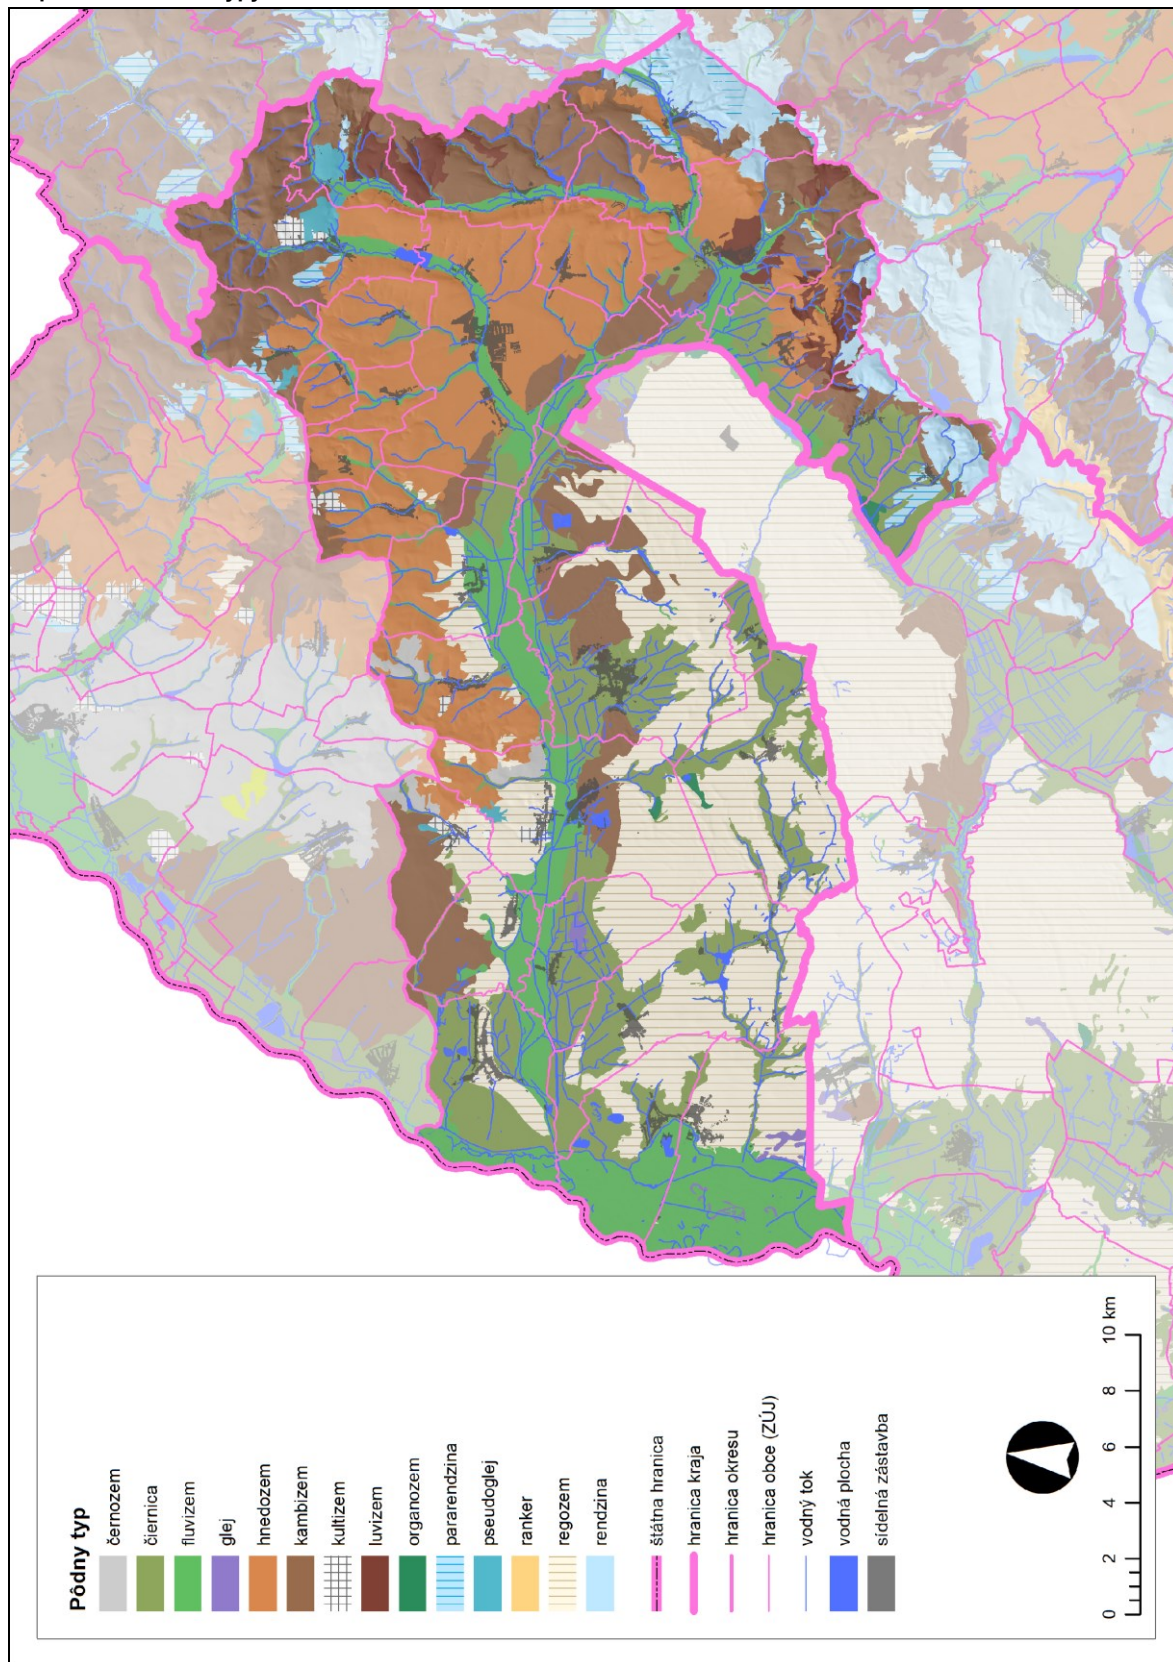 Pôdny typ
černozem
čiernica
fluvizem
glej
hnedozem
kambizem
kultizem
luvizem
organozem
pararendzina
pseudoglej
ranker
regozem
rendzina
štátna hranica
hranica kraja
hranica okresu
hranica obce (ZÚJ)
vodný tok
vodná plocha
sídelná zástavba
0 2 4 6 8 10 km